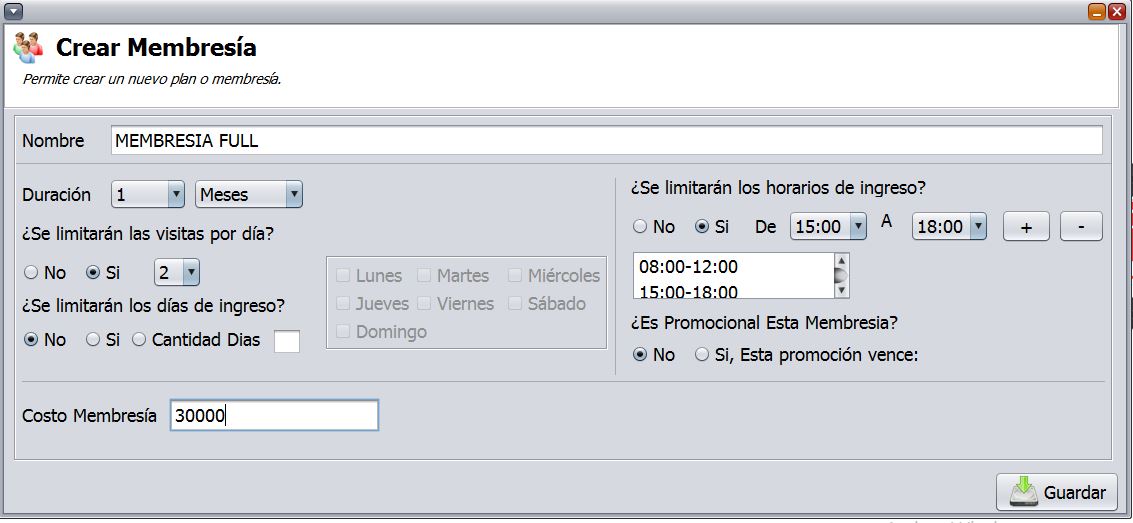 Crear Membresía
Permite crear un nuevo plan o membresía.
Nombre MEMBRESIA FULL
Duración 1 Meses
¿Se limitarán las visitas por día?
No Si 2
¿Se limitarán los días de ingreso?
No Si Cantidad Dias
Lunes Martes Miércoles
Jueves Viernes Sábado
Domingo
¿Se limitarán los horarios de ingreso?
No Si De 15:00 A 18:00 + -
08:00-12:00
15:00-18:00
¿Es Promocional Esta Membresia?
No Si, Esta promoción vence:
Costo Membresía 30000
Guardar